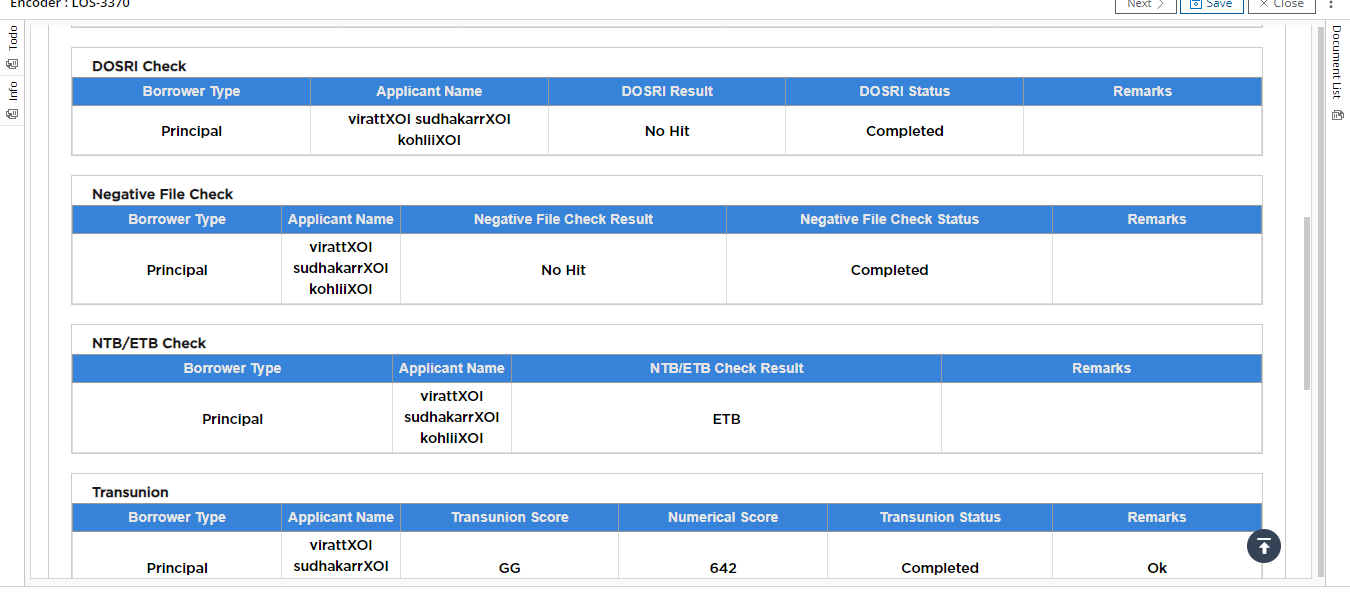 Encoder : LOS-3370
Next
Save
Close
Todo
Info
Document List
DOSRI Check
Borrower Type Applicant Name DOSRI Result DOSRI Status Remarks
Principal virattXOI sudhakarrXOI No Hit Completed
kohliiXOI
Negative File Check
Borrower Type Applicant Name Negative File Check Result Negative File Check Status Remarks
virattXOI
Principal sudhakarrXOI No Hit Completed
kohliiXOI
NTB/ETB Check
Borrower Type Applicant Name NTB/ETB Check Result Remarks
virattXOI
Principal sudhakarrXOI ETB
kohliiXOI
Transunion
Borrower Type Applicant Name Transunion Score Numerical Score Transunion Status Remarks
virattXOI
Principal sudhakarrXOI GG 642 Completed Ok